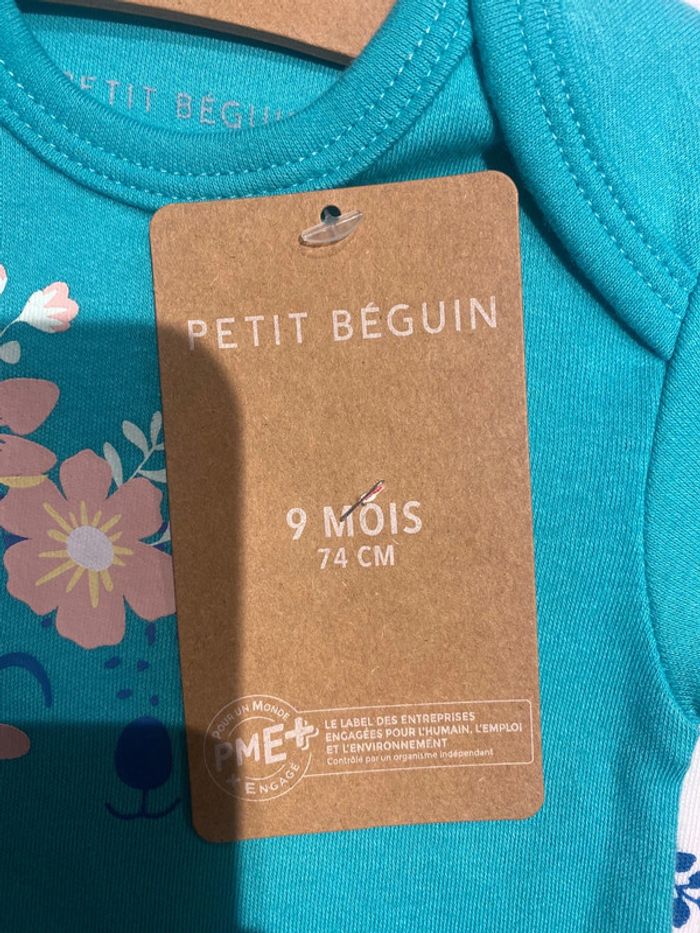 PETIT BÉGUIN
PETIT BÉGUIN
9 MOIS
74 CM
POUR UN MONDE
PME+
+ ENGAGÉ
LE LABEL DES ENTREPRISES
ENGAGÉES POUR L'HUMAIN, L'EMPLOI
ET L'ENVIRONNEMENT
Contrôlé par un organisme indépendant